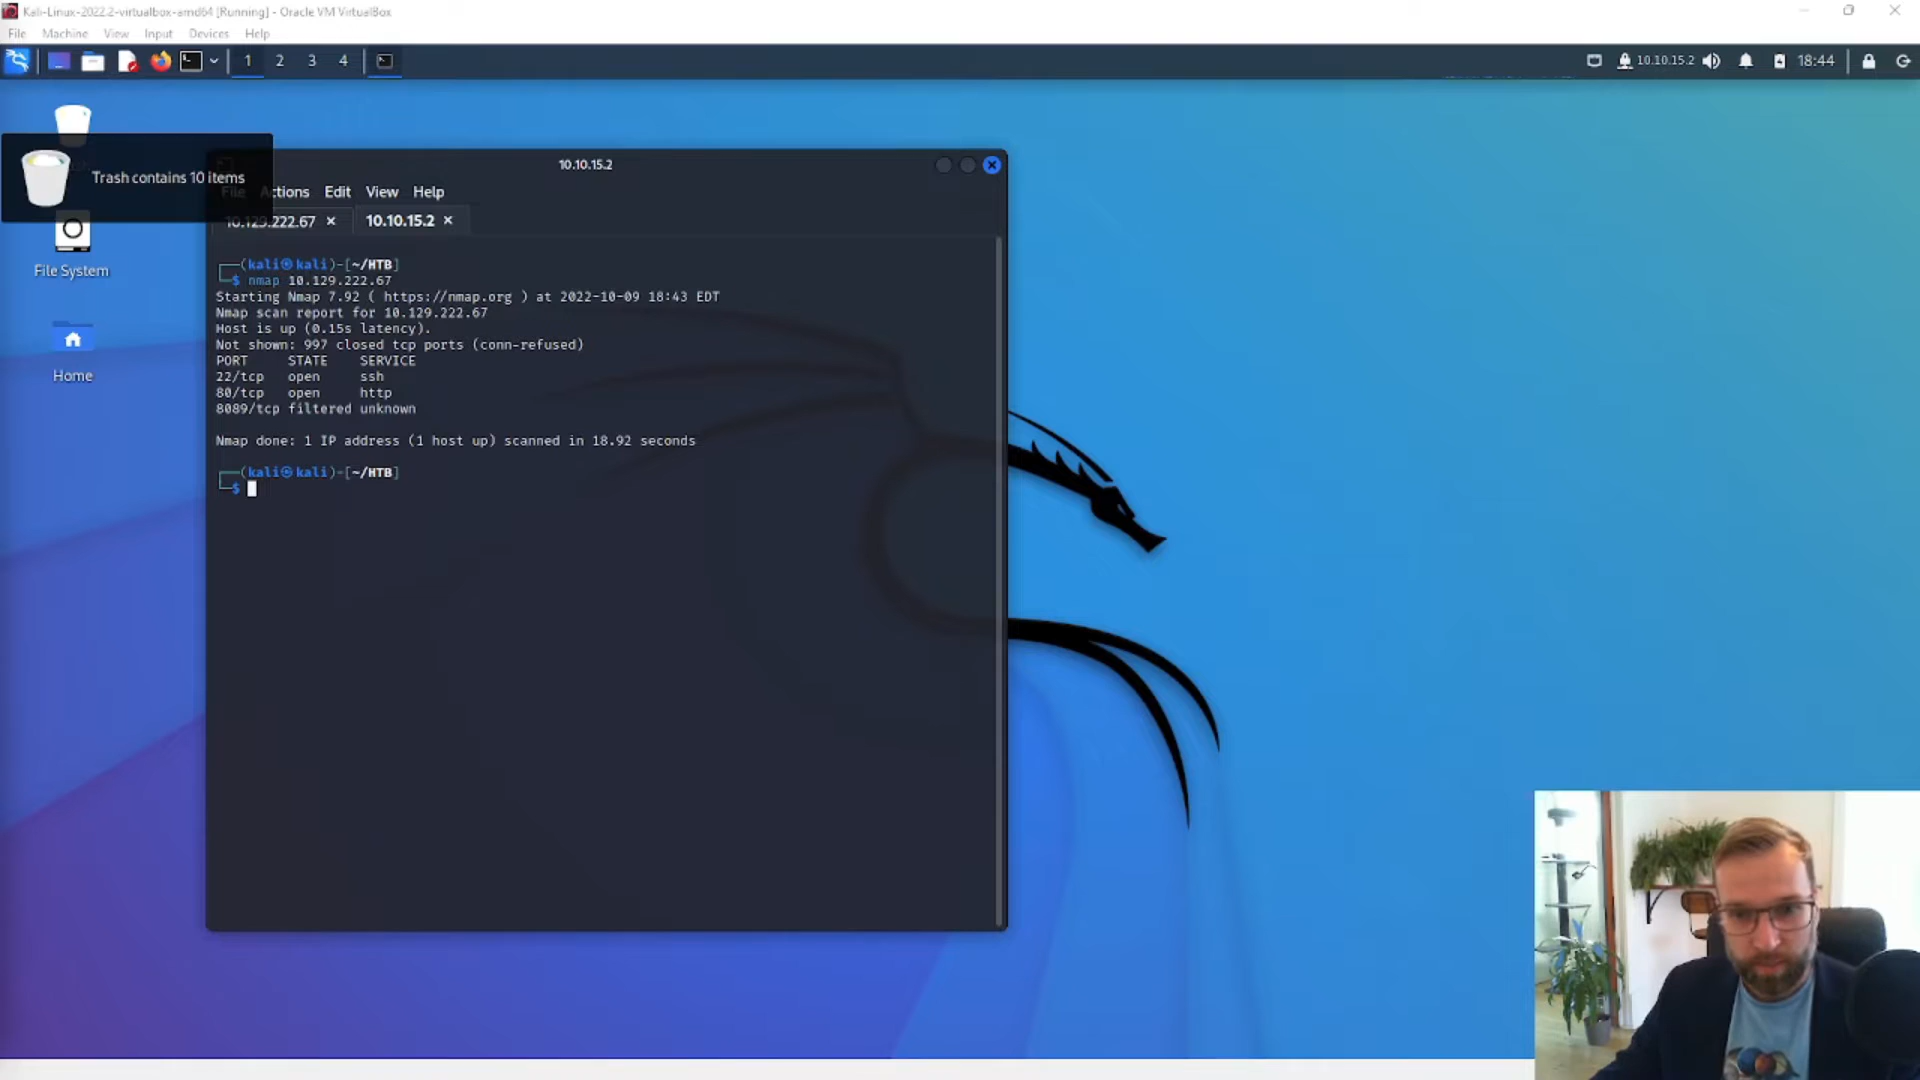 Kali-Linux-2022.2-virtualbox-amd64 [Running] - Oracle VM VirtualBox
File Machine View Input Devices Help
1 2 3 4
10.10.15.2
18:44
Trash contains 10 items
File System
Home
10.10.15.2
File Actions Edit View Help
10.129.222.67
10.10.15.2
┌──(kali㉿kali)-[~/HTB]
└─$ nmap 10.129.222.67
Starting Nmap 7.92 ( https://nmap.org ) at 2022-10-09 18:43 EDT
Nmap scan report for 10.129.222.67
Host is up (0.15s latency).
Not shown: 997 closed tcp ports (conn-refused)
PORT STATE SERVICE
22/tcp open ssh
80/tcp open http
8089/tcp filtered unknown
Nmap done: 1 IP address (1 host up) scanned in 18.92 seconds
┌──(kali㉿kali)-[~/HTB]
└─$